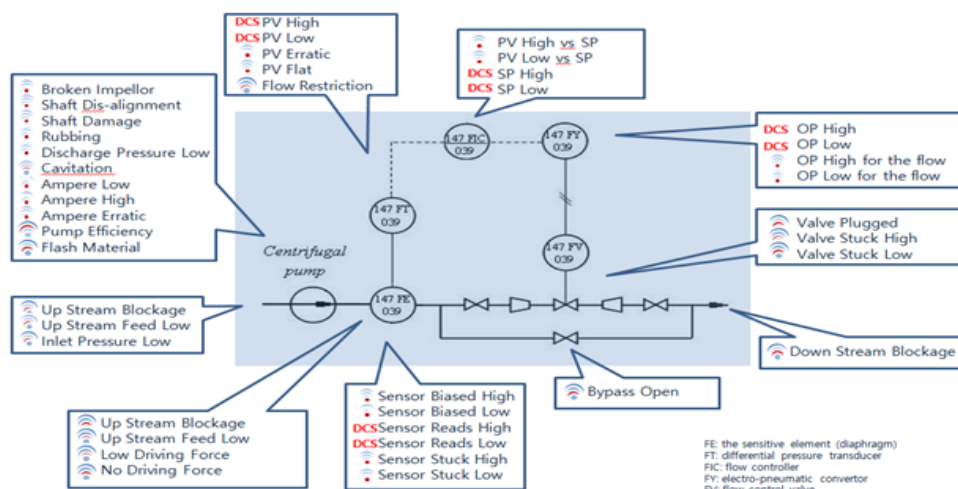 DCS PV High
DCS PV Low
PV Erratic
PV Flat
Flow Restriction
PV High vs SP
PV Low vs SP
DCS SP High
DCS SP Low
Broken Impellor
Shaft Dis-alignment
Shaft Damage
Rubbing
Discharge Pressure Low
Cavitation
Ampere Low
Ampere High
Ampere Erratic
Pump Efficiency
Flash Material
147 FIC
039
147 FY
039
DCS OP High
DCS OP Low
OP High for the flow
OP Low for the flow
147 FT
039
Centrifugal
pump
147 FV
039
Valve Plugged
Valve Stuck High
Valve Stuck Low
Up Stream Blockage
Up Stream Feed Low
Inlet Pressure Low
147 FE
039
Down Stream Blockage
Bypass Open
Up Stream Blockage
Up Stream Feed Low
Low Driving Force
No Driving Force
Sensor Biased High
Sensor Biased Low
DCS Sensor Reads High
DCS Sensor Reads Low
Sensor Stuck High
Sensor Stuck Low
FE: the sensitive element (diaphragm)
FT: differential pressure transducer
FIC: flow controller
FY: electro-pneumatic convertor
FV: flow control valve